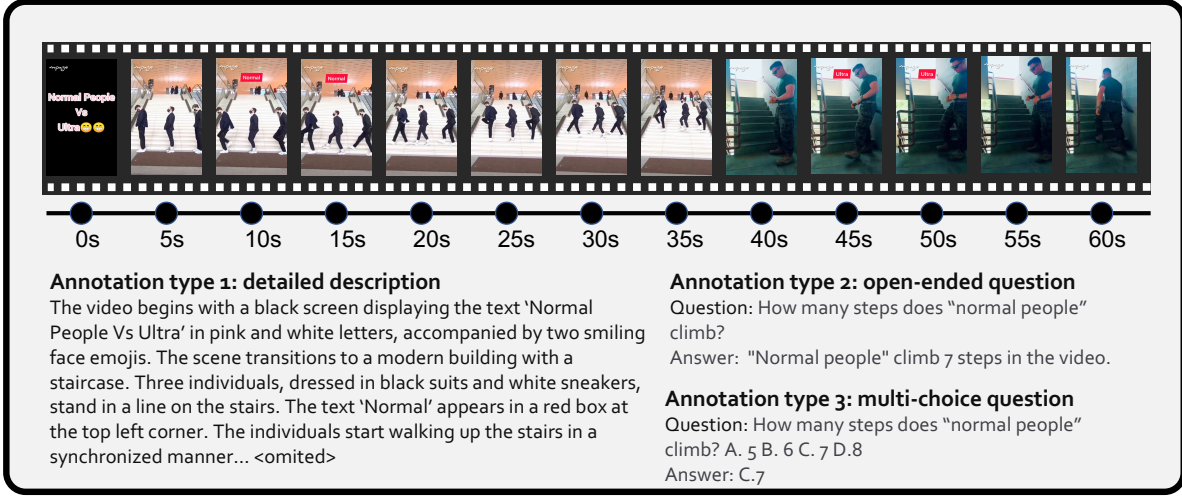 Normal People
Vs
Ultra😁😁
Normal
Normal
Ultra
Ultra
0s 5s 10s 15s 20s 25s 30s 35s 40s 45s 50s 55s 60s
Annotation type 1: detailed description
The video begins with a black screen displaying the text ‘Normal
People Vs Ultra’ in pink and white letters, accompanied by two smiling
face emojis. The scene transitions to a modern building with a
staircase. Three individuals, dressed in black suits and white sneakers,
stand in a line on the stairs. The text ‘Normal’ appears in a red box at
the top left corner. The individuals start walking up the stairs in a
synchronized manner... <omited>
Annotation type 2: open-ended question
Question: How many steps does “normal people”
climb?
Answer: "Normal people" climb 7 steps in the video.
Annotation type 3: multi-choice question
Question: How many steps does “normal people”
climb? A. 5 B. 6 C. 7 D.8
Answer: C.7